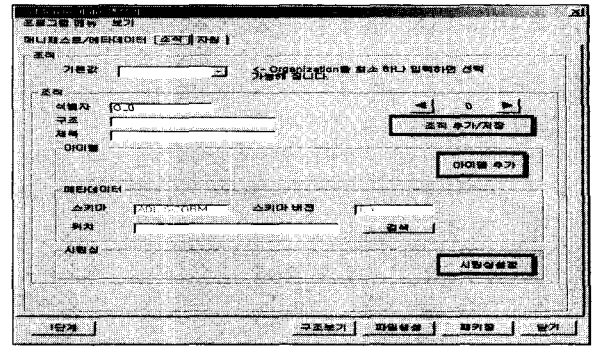 프로그램 메뉴 보기
매니페스트/메타데이터 조직 자원
조직
기본값 <- Organization을 최소 하나 입력하면 선택
가능해 집니다.
조직
식별자 O_0 0
구조 조직 추가/저장
제목
아이템
아이템 추가
메타데이터
스키마 ADL SCORM 스키마 버전
위치 검색
시퀀싱
1단계 구조보기 파일생성 패키징 닫기